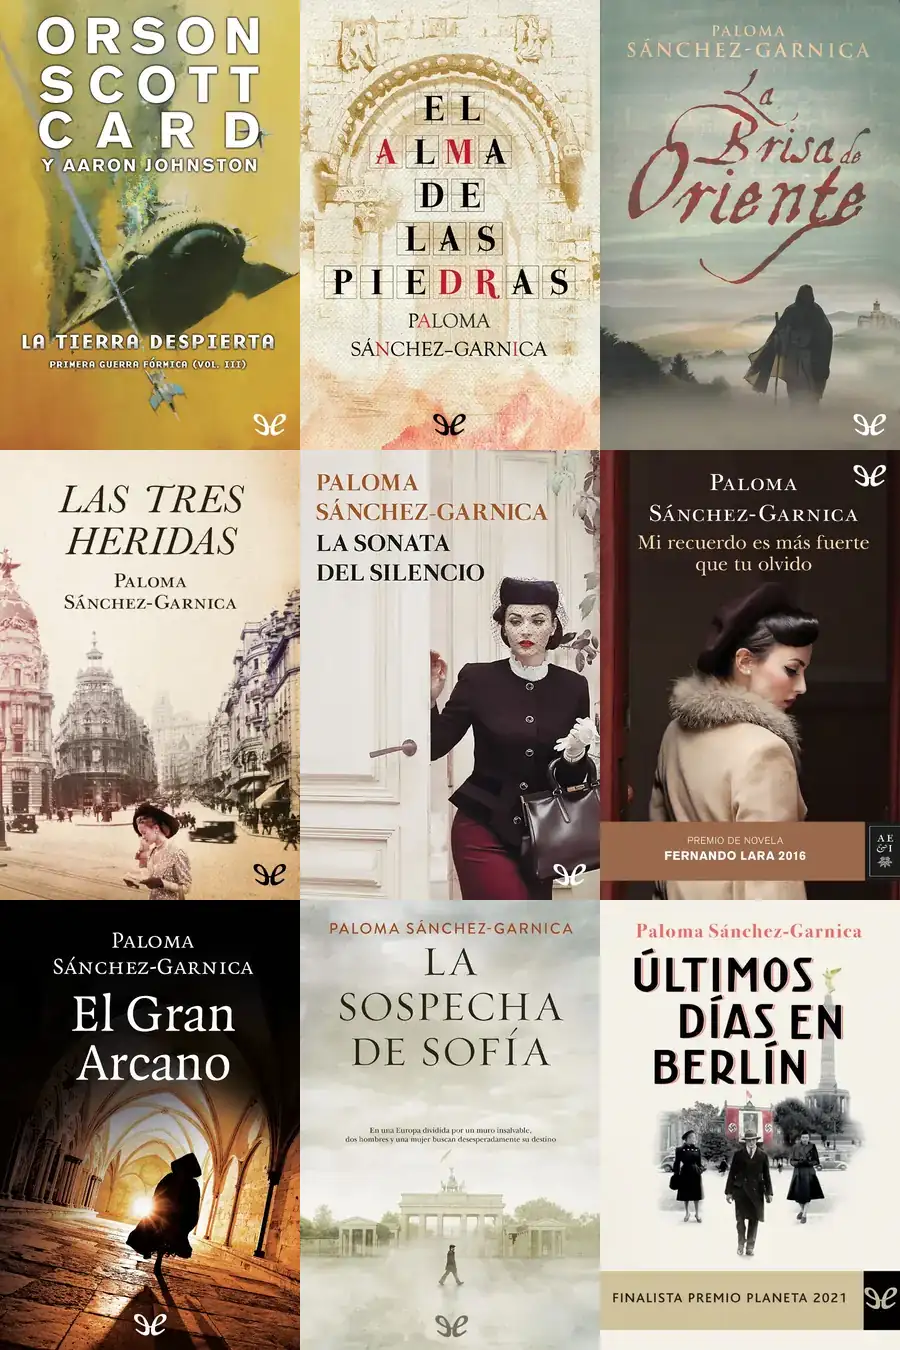 ORSON
SCOTT
CARD
Y AARON JOHNSTON
LA TIERRA DESPIERTA
PRIMERA GUERRA FÓRMICA (VOL. III)
EL
ALMA
DE
LAS
PIEDRAS
PALOMA
SÁNCHEZ-GARNICA
PALOMA
SÁNCHEZ-GARNICA
La
Brisa de
Oriente
LAS TRES
HERIDAS
PALOMA
SÁNCHEZ-GARNICA
PALOMA
SÁNCHEZ-GARNICA
LA SONATA
DEL SILENCIO
PALOMA
SÁNCHEZ-GARNICA
Mi recuerdo es más fuerte
que tu olvido
PREMIO DE NOVELA
FERNANDO LARA 2016
AE
&I
PALOMA
SÁNCHEZ-GARNICA
El Gran
Arcano
PALOMA SÁNCHEZ-GARNICA
LA
SOSPECHA
DE SOFÍA
En una Europa dividida por un muro insalvable,
dos hombres y una mujer buscan desesperadamente su destino
Paloma Sánchez-Garnica
ÚLTIMOS
DÍAS EN
BERLÍN
FINALISTA PREMIO PLANETA 2021